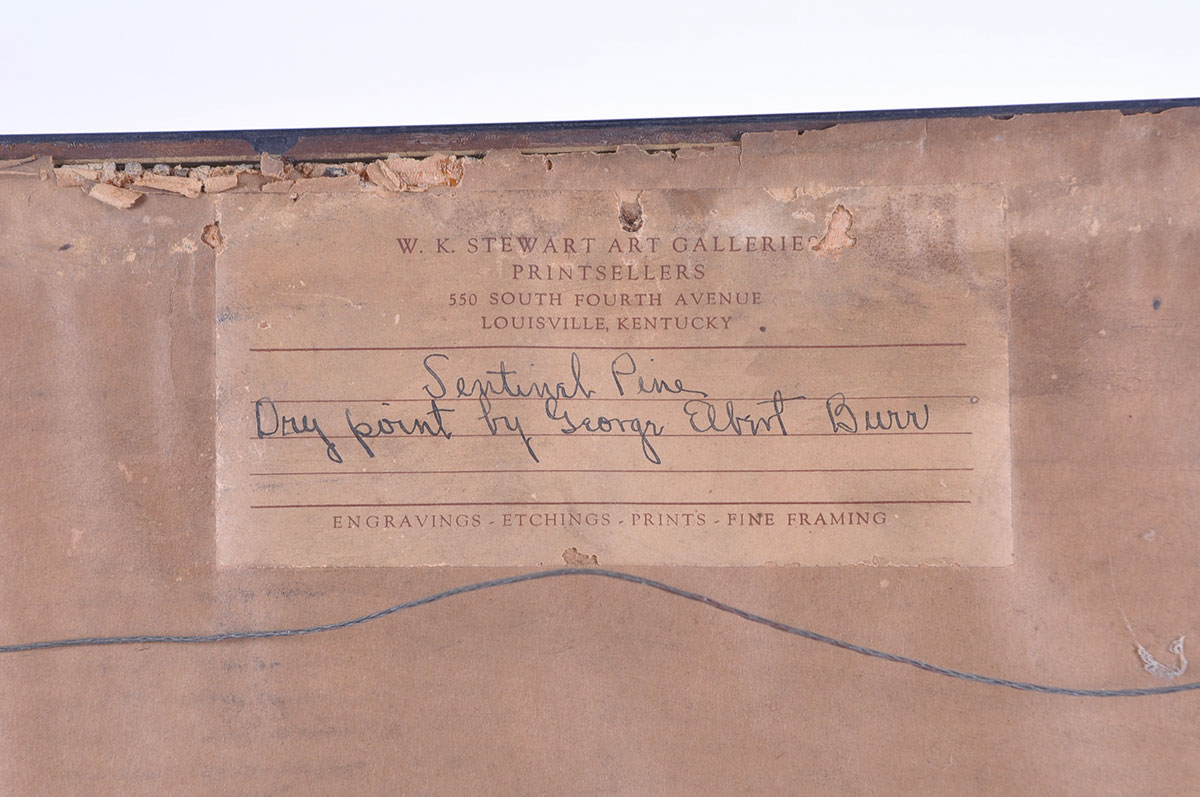 W. K. STEWART ART GALLERIES
PRINTSELLERS
550 SOUTH FOURTH AVENUE
LOUISVILLE, KENTUCKY
Sentinel Pine
Dry point by George Elbert Burr
ENGRAVINGS - ETCHINGS - PRINTS - FINE FRAMING